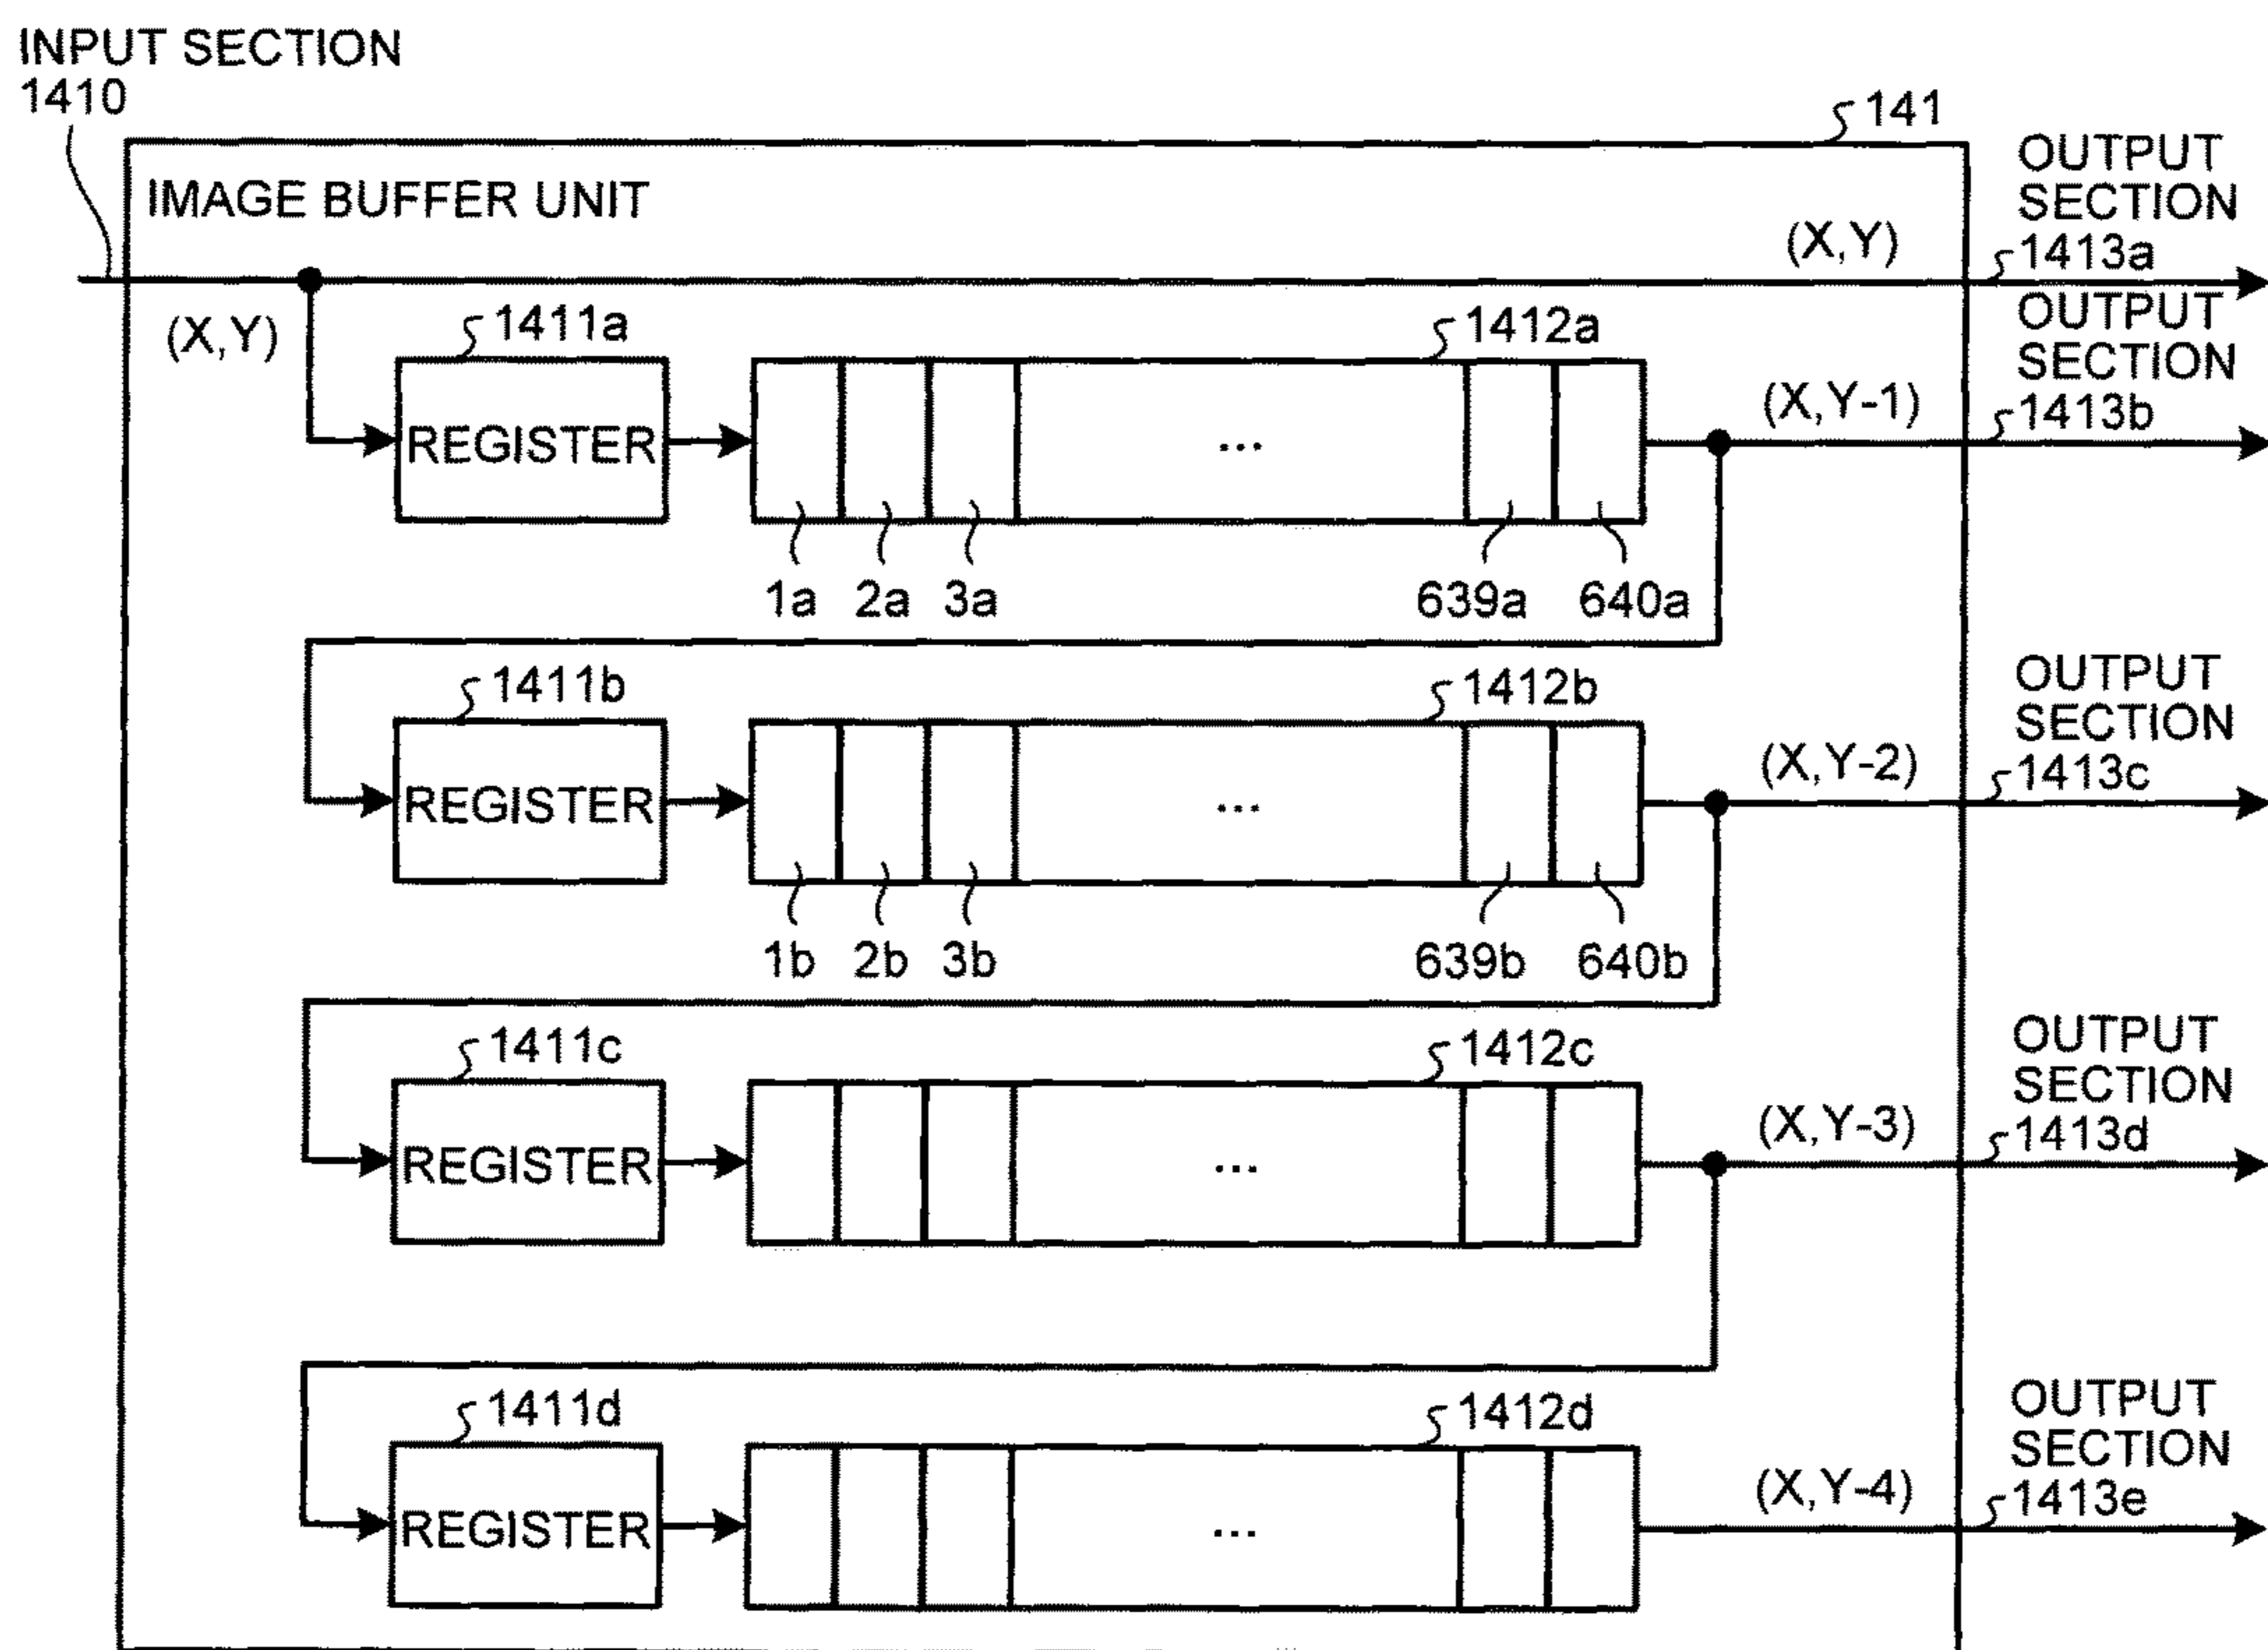 INPUT SECTION
1410
141
IMAGE BUFFER UNIT
OUTPUT
SECTION
1413a
(X,Y)
(X,Y)
OUTPUT
SECTION
1413b
1411a
1412a
(X,Y-1)
REGISTER
...
1a 2a 3a 639a 640a
1411b
1412b
OUTPUT
SECTION
1413c
(X,Y-2)
REGISTER
...
1b 2b 3b 639b 640b
1411c
1412c
OUTPUT
SECTION
1413d
(X,Y-3)
REGISTER
...
1411d
1412d
OUTPUT
SECTION
1413e
(X,Y-4)
REGISTER
...